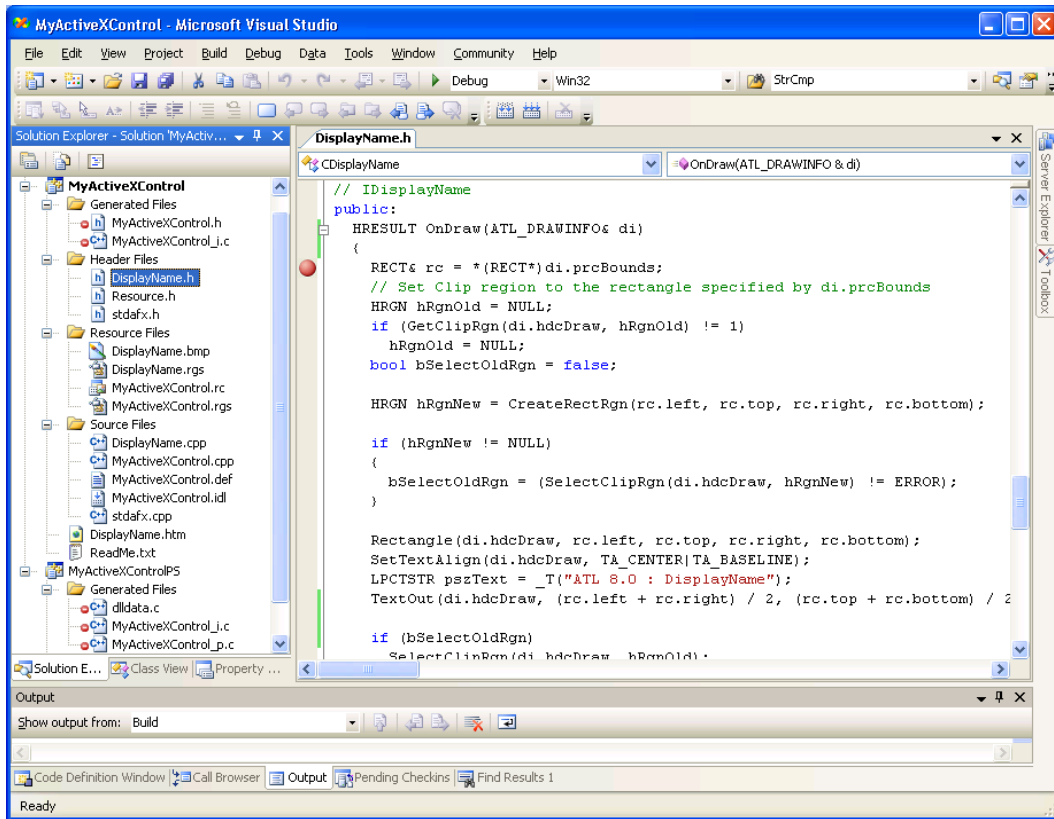 MyActiveXControl - Microsoft Visual Studio
File Edit View Project Build Debug Data Tools Window Community Help
Debug Win32 StrCmp
Solution Explorer - Solution 'MyActiv...
DisplayName.h
CDisplayName
OnDraw(ATL_DRAWINFO & di)
MyActiveXControl
Generated Files
MyActiveXControl.h
MyActiveXControl_i.c
Header Files
DisplayName.h
Resource.h
stdafx.h
Resource Files
DisplayName.bmp
DisplayName.rgs
MyActiveXControl.rc
MyActiveXControl.rgs
Source Files
DisplayName.cpp
MyActiveXControl.cpp
MyActiveXControl.def
MyActiveXControl.idl
stdafx.cpp
DisplayName.htm
ReadMe.txt
MyActiveXControlPS
Generated Files
dlldata.c
MyActiveXControl_i.c
MyActiveXControl_p.c
Solution E... Class View Property ...
// IDisplayName
public:
HRESULT OnDraw(ATL_DRAWINFO& di)
{
RECT& rc = *(RECT*)di.prcBounds;
// Set Clip region to the rectangle specified by di.prcBounds
HRGN hRgnOld = NULL;
if (GetClipRgn(di.hdcDraw, hRgnOld) != 1)
hRgnOld = NULL;
bool bSelectOldRgn = false;
HRGN hRgnNew = CreateRectRgn(rc.left, rc.top, rc.right, rc.bottom);
if (hRgnNew != NULL)
{
bSelectOldRgn = (SelectClipRgn(di.hdcDraw, hRgnNew) != ERROR);
}
Rectangle(di.hdcDraw, rc.left, rc.top, rc.right, rc.bottom);
SetTextAlign(di.hdcDraw, TA_CENTER|TA_BASELINE);
LPCTSTR pszText = _T("ATL 8.0 : DisplayName");
TextOut(di.hdcDraw, (rc.left + rc.right) / 2, (rc.top + rc.bottom) / 2
if (bSelectOldRgn)
SelectClipRgn(di.hdcDraw, hRgnOld);
Server Explorer
Toolbox
Output
Show output from: Build
Code Definition Window Call Browser Output Pending Checkins Find Results 1
Ready